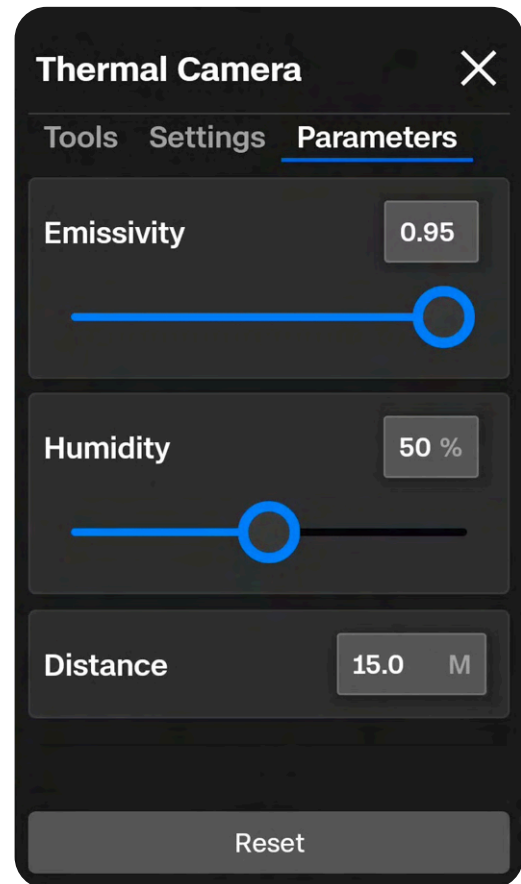 Thermal Camera
Tools Settings Parameters
Emissivity 0.95
Humidity 50 %
Distance 15.0 M
Reset